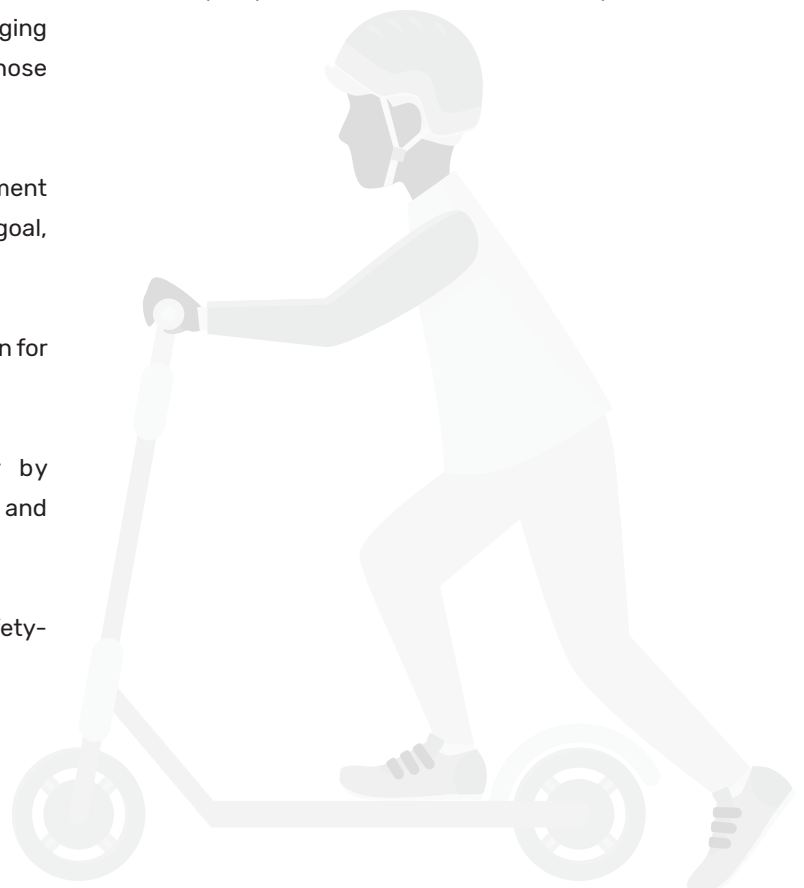 ging
hose
ment
goal,
n for
by
and
ety-